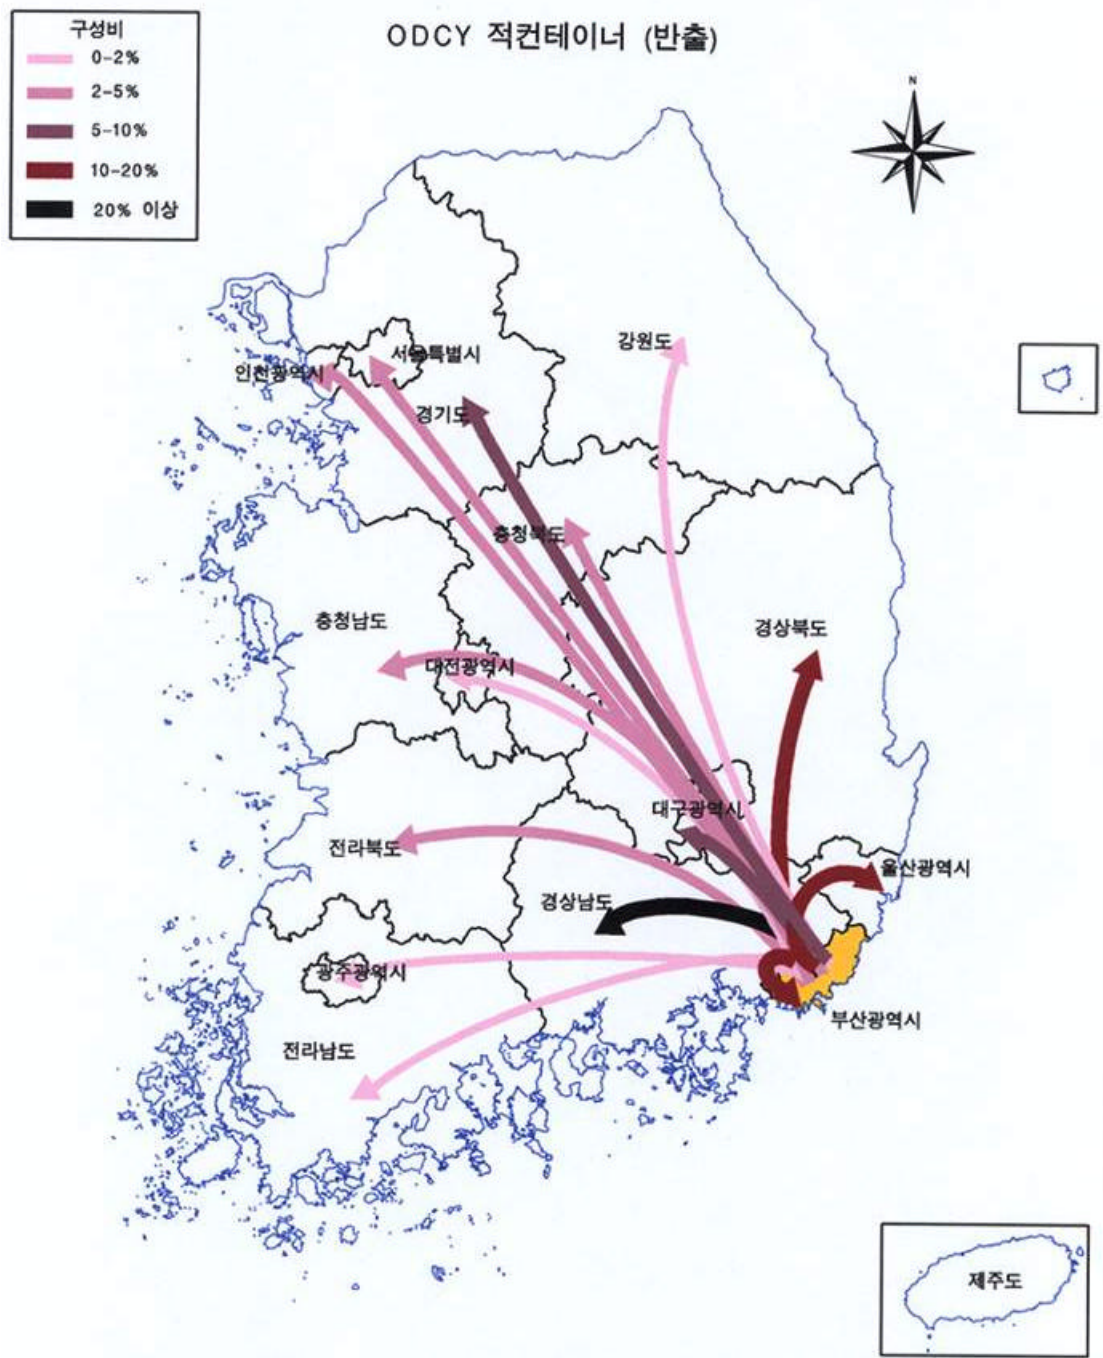 구성비
0-2%
2-5%
5-10%
10-20%
20% 이상
ODCY 적컨테이너 (반출)
N
강원도
서울특별시
인천광역시
경기도
충청북도
충청남도
경상북도
대전광역시
대구광역시
전라북도
울산광역시
경상남도
광주광역시
부산광역시
전라남도
제주도